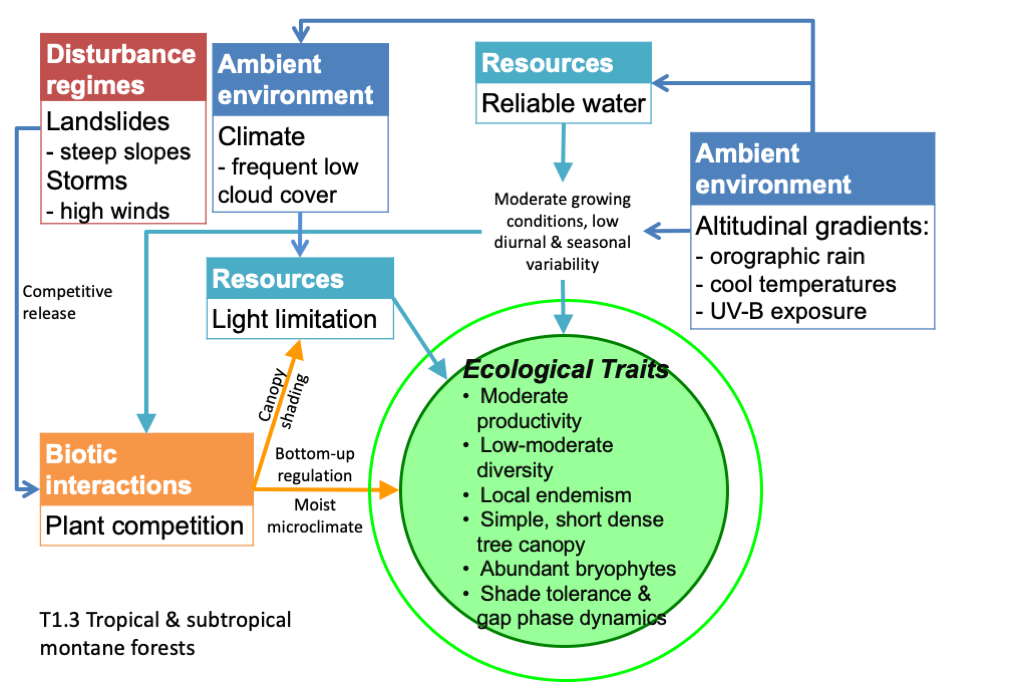 Disturbance
regimes
Landslides
- steep slopes
Storms
- high winds
Ambient
environment
Climate
- frequent low
cloud cover
Resources
Reliable water
Ambient
environment
Altitudinal gradients:
- orographic rain
- cool temperatures
- UV-B exposure
Moderate growing
conditions, low
diurnal & seasonal
variability
Competitive
release
Resources
Light limitation
Canopy
shading
Biotic
interactions
Plant competition
Bottom-up
regulation
Moist
microclimate
Ecological Traits
• Moderate
productivity
• Low-moderate
diversity
• Local endemism
• Simple, short dense
tree canopy
• Abundant bryophytes
• Shade tolerance &
gap phase dynamics
T1.3 Tropical & subtropical
montane forests